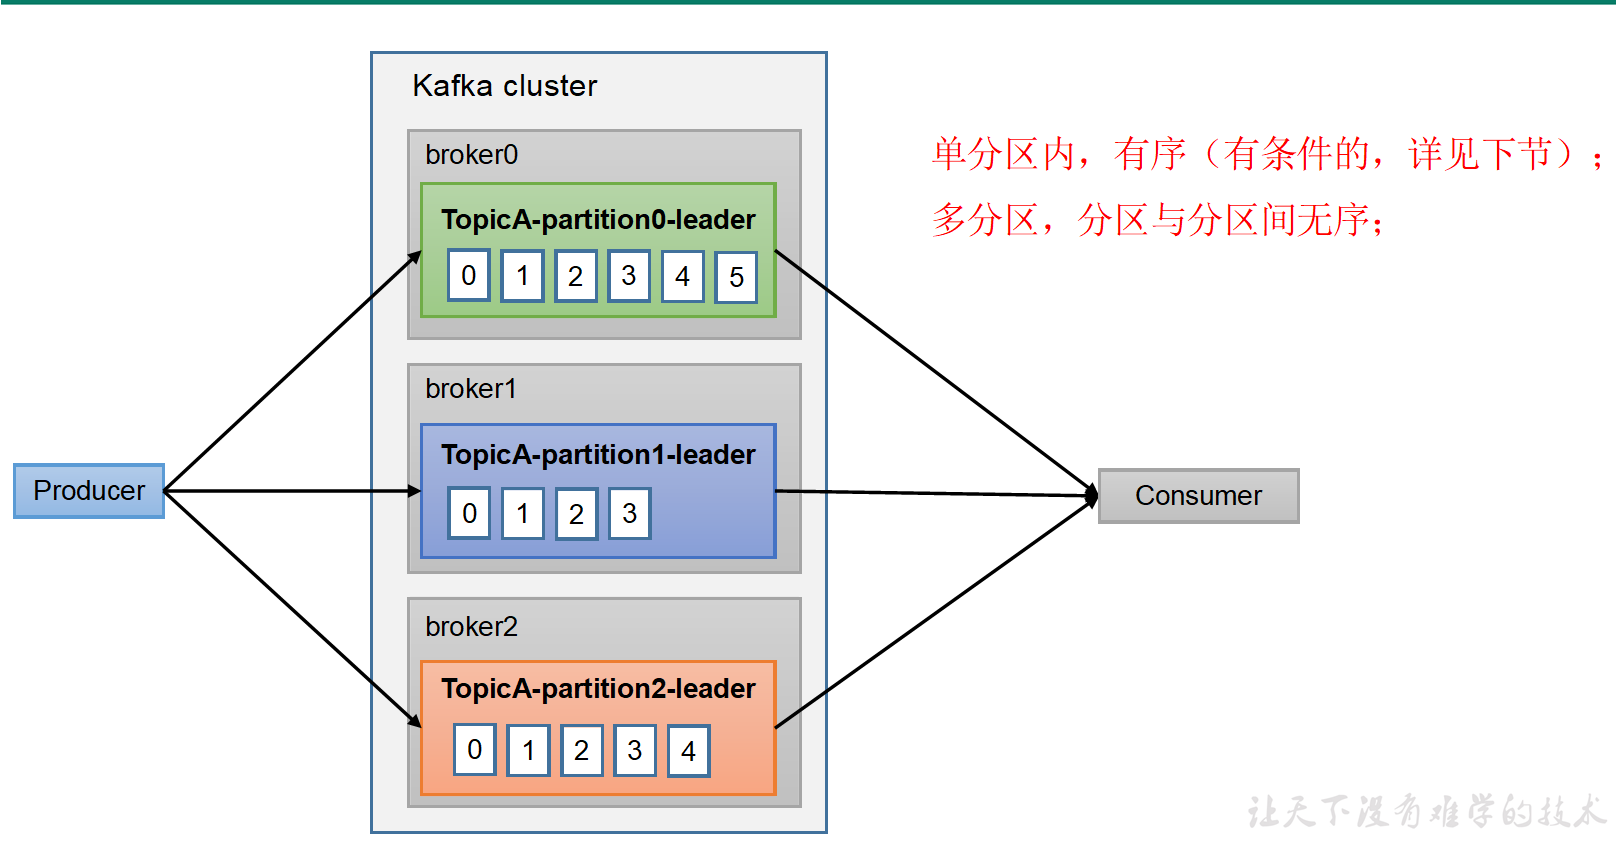 Kafka cluster
broker0
TopicA-partition0-leader
0 1 2 3 4 5
单分区内，有序（有条件的，详见下节）；
多分区，分区与分区间无序；
broker1
TopicA-partition1-leader
0 1 2 3
Producer
Consumer
broker2
TopicA-partition2-leader
0 1 2 3 4
让天下没有难学的技术